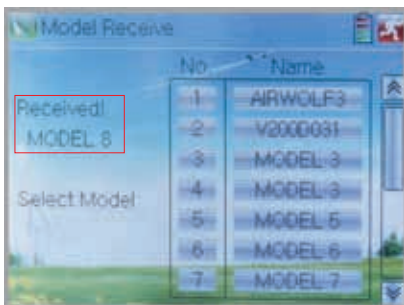 Model Receive
No. Name
Received!
MODEL 8
Select Model
1 AIRWOLF3
2 V200D031
3 MODEL 3
4 MODEL 3
5 MODEL 5
6 MODEL 6
7 MODEL 7